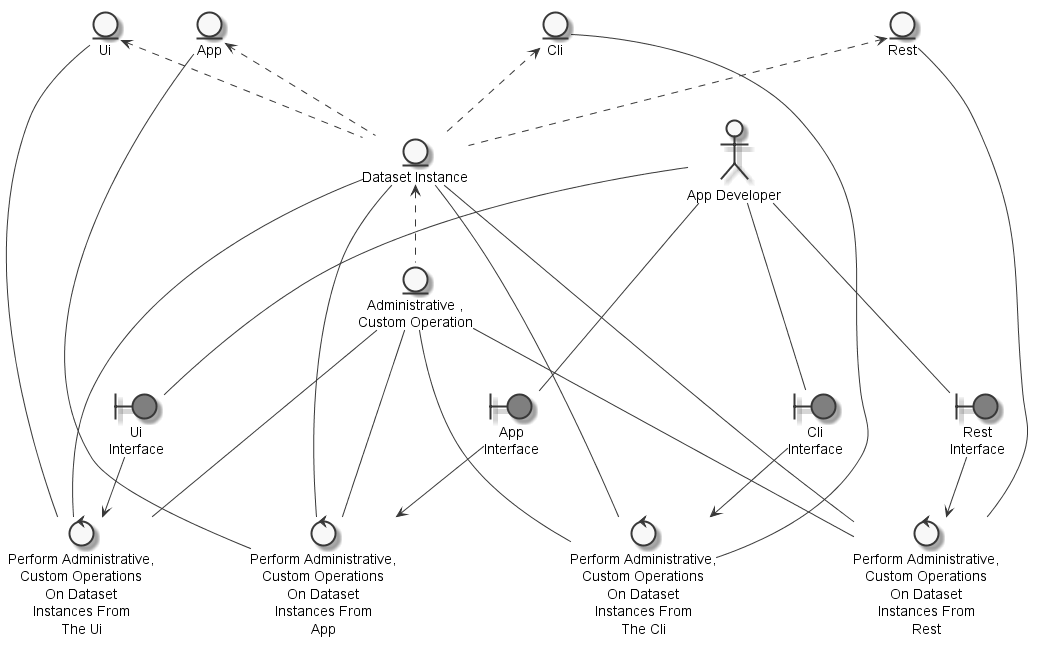 Ui
App
Cli
Rest
Dataset Instance
App Developer
Administrative ,
Custom Operation
Ui
Interface
App
Interface
Cli
Interface
Rest
Interface
Perform Administrative,
Custom Operations
On Dataset
Instances From
The Ui
Perform Administrative,
Custom Operations
On Dataset
Instances From
App
Perform Administrative,
Custom Operations
On Dataset
Instances From
The Cli
Perform Administrative,
Custom Operations
On Dataset
Instances From
Rest